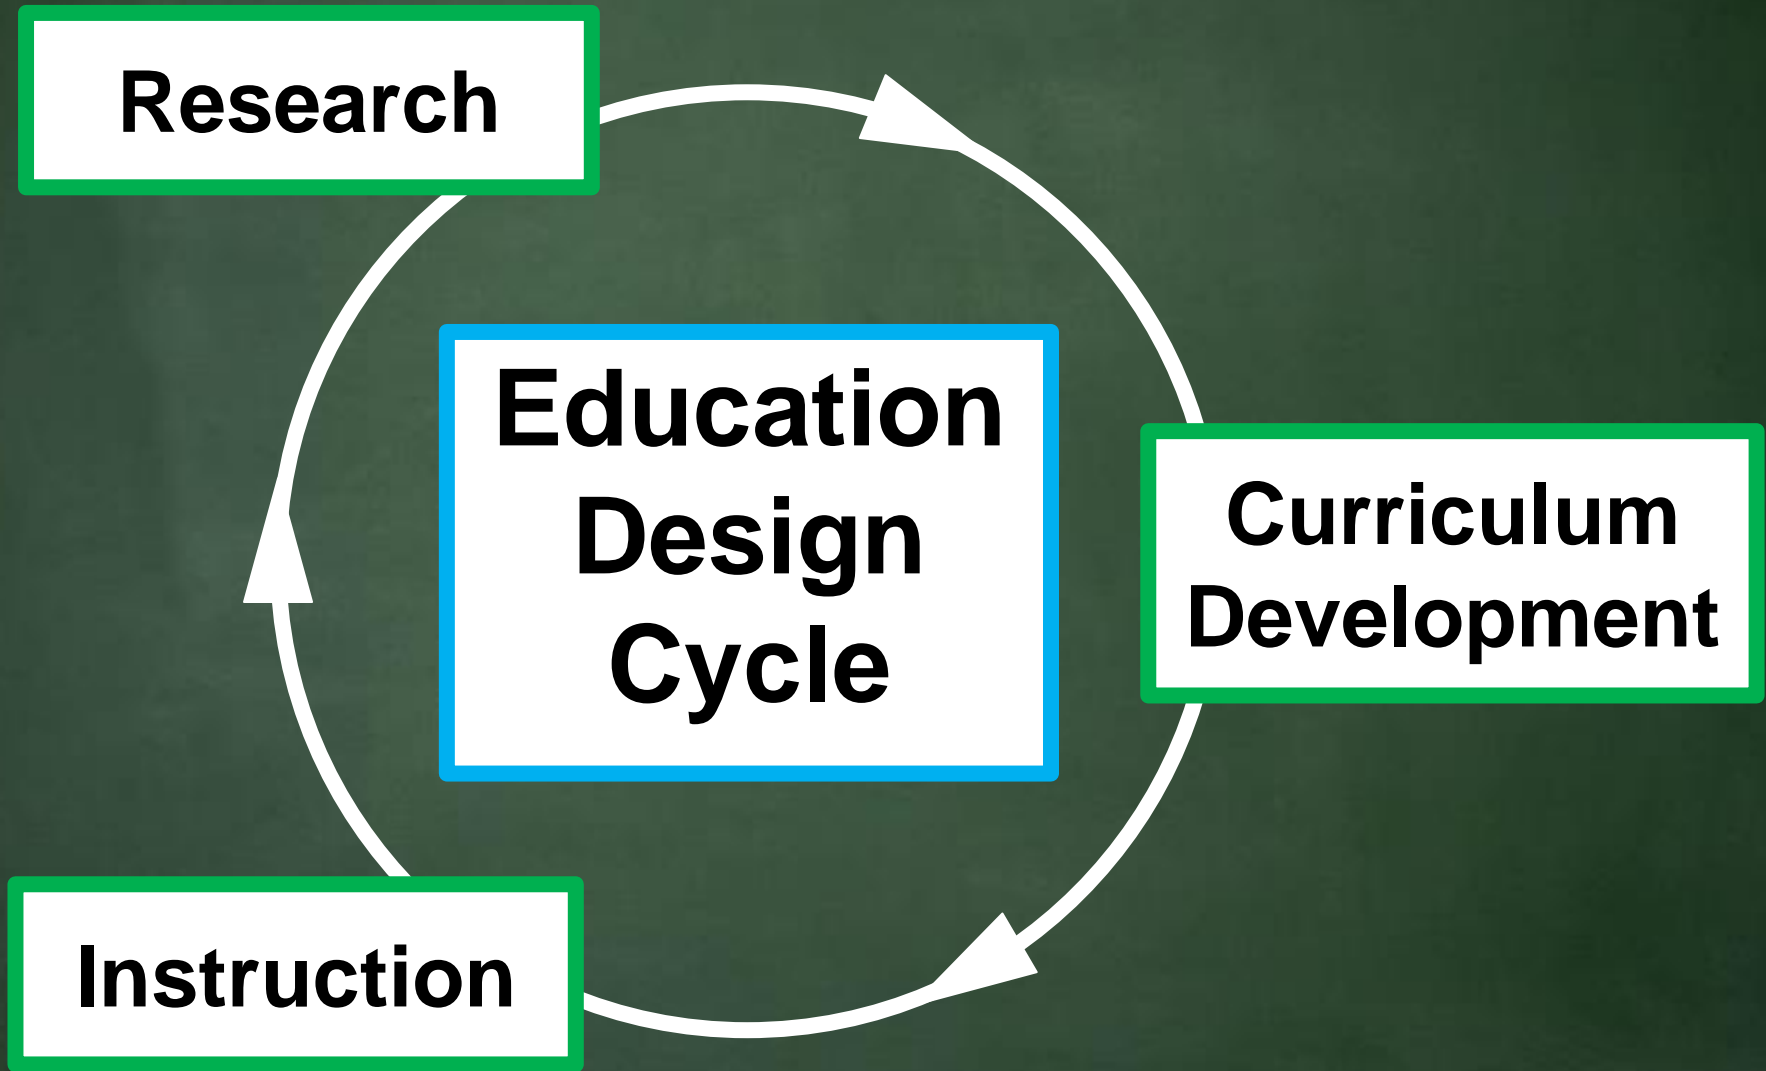 Research
Education
Design
Cycle
Curriculum
Development
Instruction